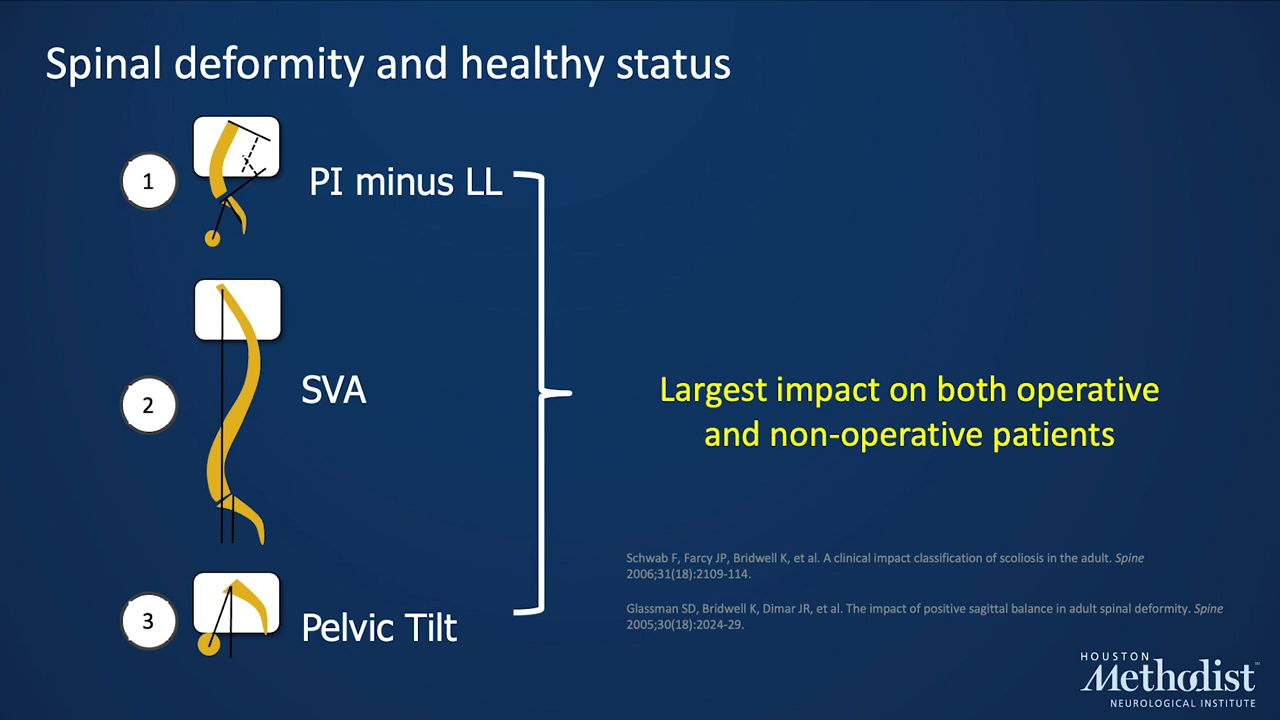 Spinal deformity and healthy status
1
PI minus LL
2
SVA
Largest impact on both operative
and non-operative patients
Schwab F, Farcy JP, Bridwell K, et al. A clinical impact classification of scoliosis in the adult. Spine
2006;31(18):2109-114.
Glassman SD, Bridwell K, Dimar JR, et al. The impact of positive sagittal balance in adult spinal deformity. Spine
2005;30(18):2024-29.
3
Pelvic Tilt
HOUSTON
Methodist
NEUROLOGICAL INSTITUTE